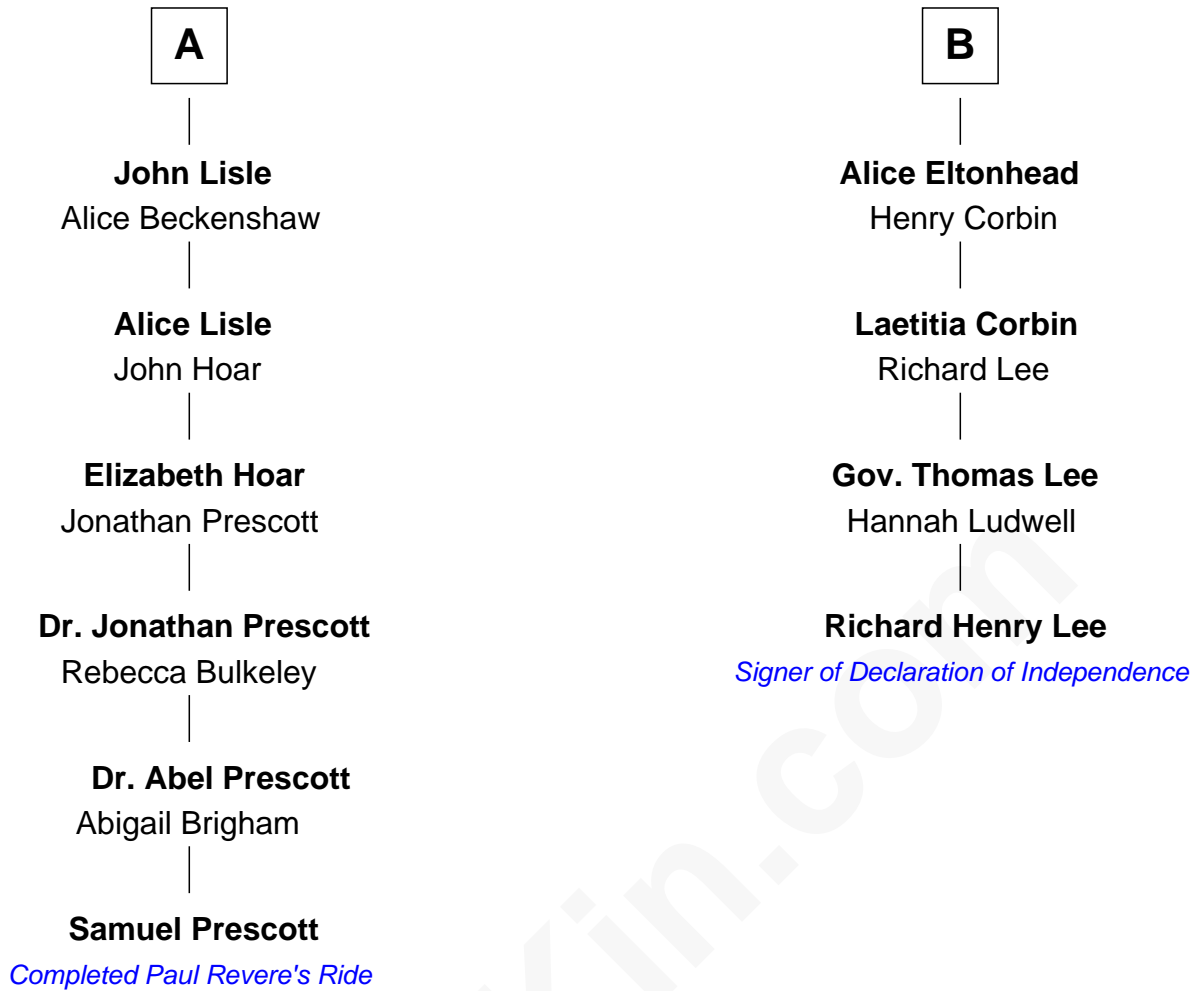 A
John Lisle
Alice Beckenshaw
Alice Lisle
John Hoar
Elizabeth Hoar
Jonathan Prescott
Dr. Jonathan Prescott
Rebecca Bulkeley
Dr. Abel Prescott
Abigail Brigham
Samuel Prescott
Completed Paul Revere's Ride
B
Alice Eltonhead
Henry Corbin
Laetitia Corbin
Richard Lee
Gov. Thomas Lee
Hannah Ludwell
Richard Henry Lee
Signer of Declaration of Independence